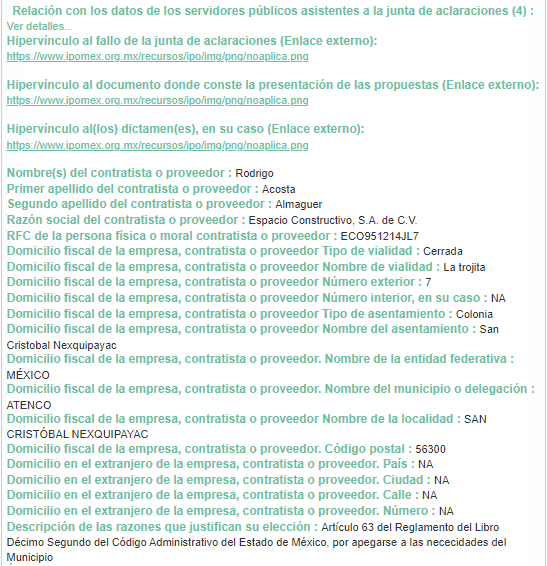 Relación con los datos de los servidores públicos asistentes a la junta de aclaraciones (4) :
Ver detalles...
Hipervínculo al fallo de la junta de aclaraciones (Enlace externo):
https://www.ipomex.org.mx/recursos/ipo/img/png/noaplica.png
Hipervínculo al documento donde conste la presentación de las propuestas (Enlace externo):
https://www.ipomex.org.mx/recursos/ipo/img/png/noaplica.png
Hipervínculo al(los) dictamen(es), en su caso (Enlace externo):
https://www.ipomex.org.mx/recursos/ipo/img/png/noaplica.png
Nombre(s) del contratista o proveedor : Rodrigo
Primer apellido del contratista o proveedor : Acosta
Segundo apellido del contratista o proveedor : Almaguer
Razón social del contratista o proveedor : Espacio Constructivo, S.A. de C.V.
RFC de la persona física o moral contratista o proveedor : ECO951214JL7
Domicilio fiscal de la empresa, contratista o proveedor Tipo de vialidad : Cerrada
Domicilio fiscal de la empresa, contratista o proveedor Nombre de vialidad : La trojita
Domicilio fiscal de la empresa, contratista o proveedor Número exterior : 7
Domicilio fiscal de la empresa, contratista o proveedor Número interior, en su caso : NA
Domicilio fiscal de la empresa, contratista o proveedor Tipo de asentamiento : Colonia
Domicilio fiscal de la empresa, contratista o proveedor Nombre del asentamiento : San
Cristobal Nexquipayac
Domicilio fiscal de la empresa, contratista o proveedor. Nombre de la entidad federativa :
MÉXICO
Domicilio fiscal de la empresa, contratista o proveedor. Nombre del municipio o delegación :
ATENCO
Domicilio fiscal de la empresa, contratista o proveedor Nombre de la localidad : SAN
CRISTÓBAL NEXQUIPAYAC
Domicilio fiscal de la empresa, contratista o proveedor. Código postal : 56300
Domicilio en el extranjero de la empresa, contratista o proveedor. País : NA
Domicilio en el extranjero de la empresa, contratista o proveedor. Ciudad : NA
Domicilio en el extranjero de la empresa, contratista o proveedor. Calle : NA
Domicilio en el extranjero de la empresa, contratista o proveedor. Número : NA
Descripción de las razones que justifican su elección : Artículo 63 del Reglamento del Libro
Décimo Segundo del Código Administrativo del Estado de México, por apegarse a las nececidades del
Municipio